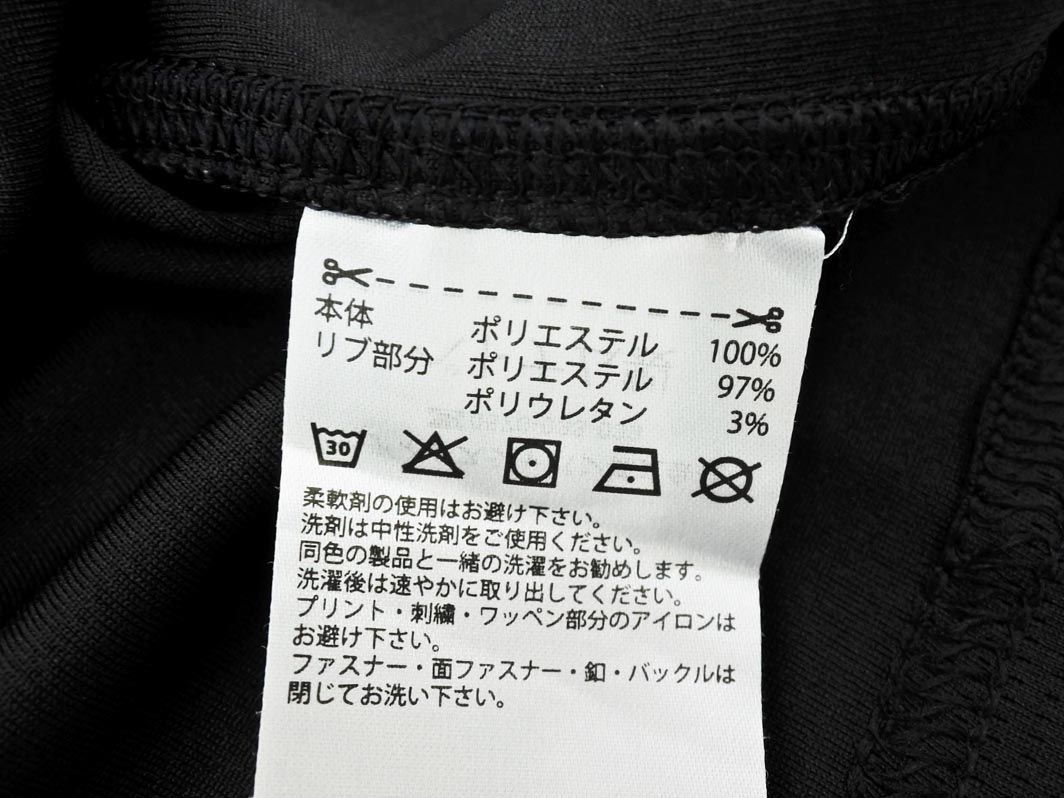 本体 ポリエステル 100%
リブ部分 ポリエステル 97%
ポリウレタン 3%
30
柔軟剤の使用はお避け下さい。
洗剤は中性洗剤をご使用ください。
同色の製品と一緒の洗濯をお勧めします。
洗濯後は速やかに取り出してください。
プリント・刺繍・ワッペン部分のアイロンは
お避け下さい。
ファスナー・面ファスナー・釦・バックルは
閉じてお洗い下さい。